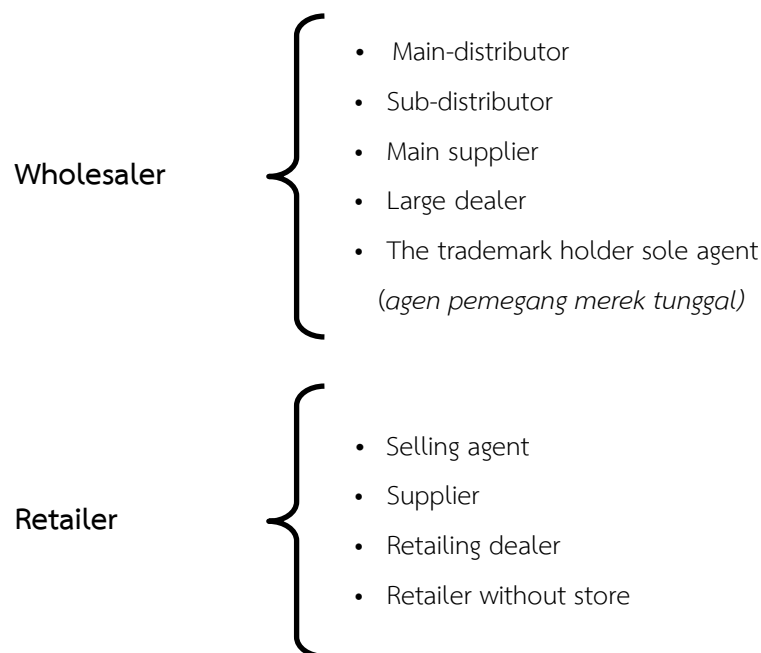 Wholesaler
• Main-distributor
• Sub-distributor
• Main supplier
• Large dealer
• The trademark holder sole agent
(agen pemegang merek tunggal)
Retailer
• Selling agent
• Supplier
• Retailing dealer
• Retailer without store